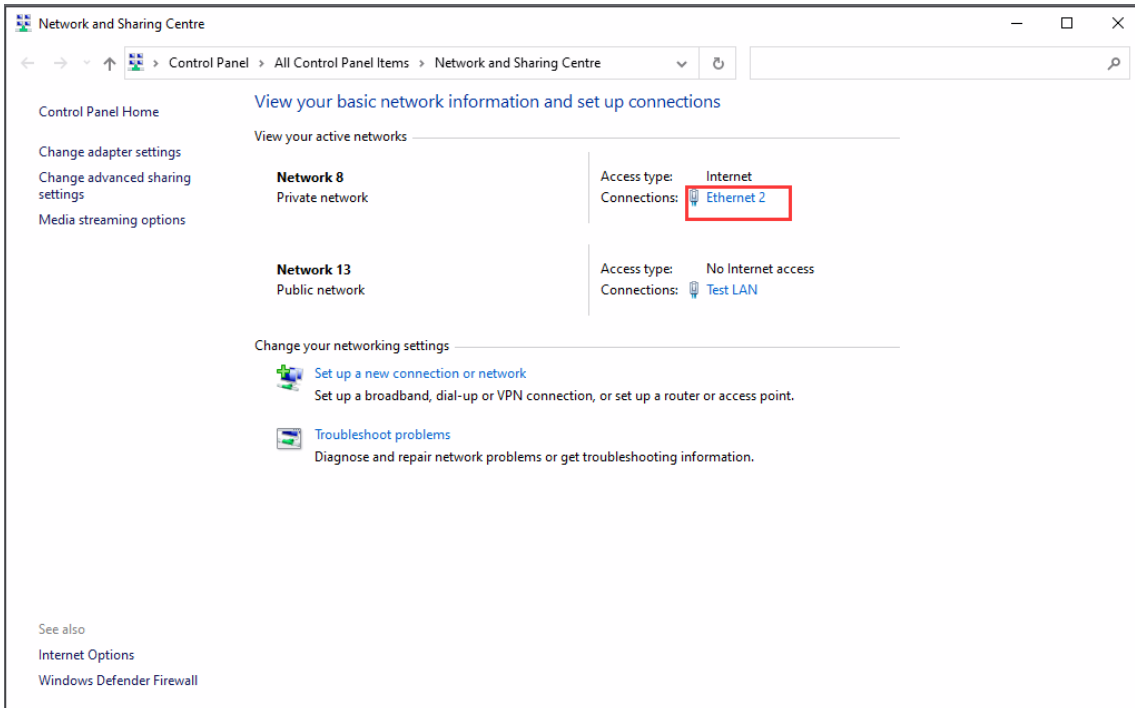 Network and Sharing Centre
Control Panel > All Control Panel Items > Network and Sharing Centre
Control Panel Home
Change adapter settings
Change advanced sharing
settings
Media streaming options
View your basic network information and set up connections
View your active networks
Network 8
Private network
Access type: Internet
Connections: Ethernet 2
Network 13
Public network
Access type: No Internet access
Connections: Test LAN
Change your networking settings
Set up a new connection or network
Set up a broadband, dial-up or VPN connection, or set up a router or access point.
Troubleshoot problems
Diagnose and repair network problems or get troubleshooting information.
See also
Internet Options
Windows Defender Firewall